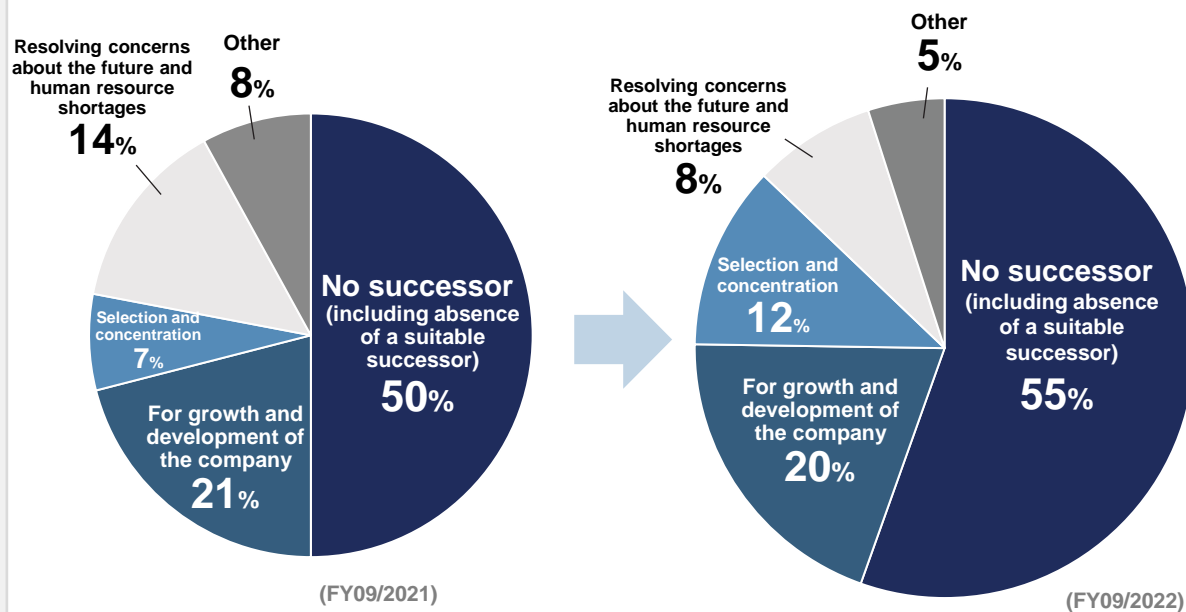 Resolving concerns
about the future and
human resource
shortages
14%
Other
8%
No successor
(including absence
of a suitable
successor)
50%
Selection and
concentration
7%
For growth and
development of
the company
21%
(FY09/2021)
Other
5%
Resolving concerns
about the future and
human resource
shortages
8%
Selection and
concentration
12%
No successor
(including absence
of a suitable
successor)
55%
For growth and
development of
the company
20%
(FY09/2022)